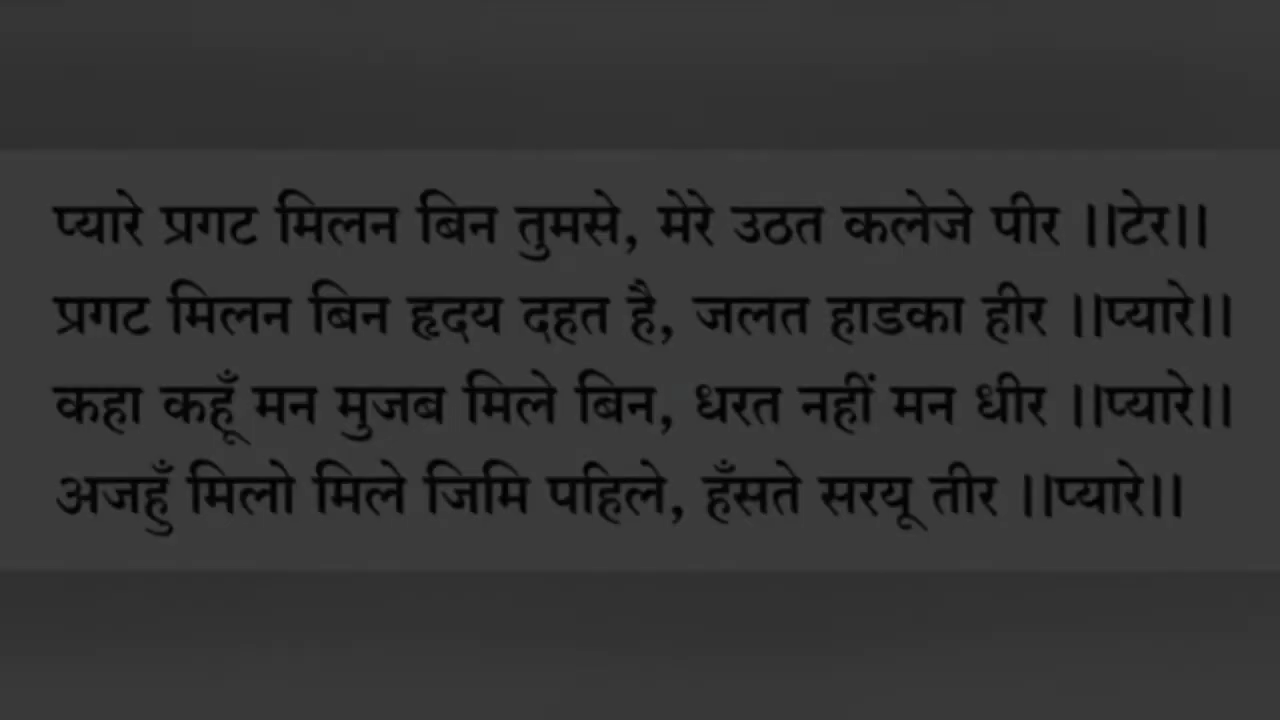 प्यारे प्रगट मिलन बिन तुमसे, मेरे उठत कलेजे पीर ।।टेर।।
प्रगट मिलन बिन हृदय दहत है, जलत हाडका हीर ।।प्यारे।।
कहा कहूँ मन मुजब मिले बिन, धरत नहीं मन धीर ।।प्यारे।।
अजहुँ मिलो मिले जिमि पहिले, हँसते सरयू तीर ।।प्यारे।।